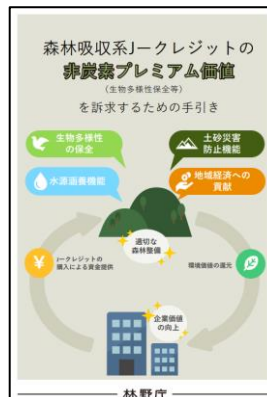 森林吸収系Jークレジットの
非炭素プレミアム価値
(生物多様性保全等)
を訴求するための手引き
生物多様性
の保全
土砂災害
防止機能
水源涵養機能
地域経済への
貢献
適切な
森林整備
¥
Jークレジットの
購入による資金提供
環境価値の還元
企業価値
の向上
林野庁